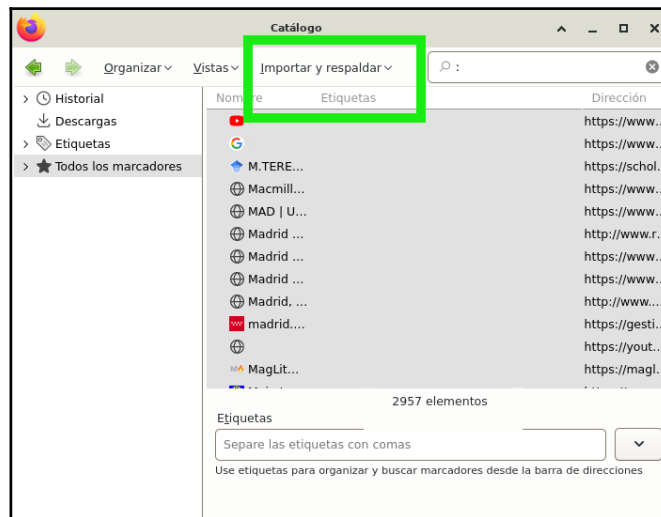 Catálogo
Organizar Vistas Importar y respaldar :
Historial
Descargas
Etiquetas
Todos los marcadores
Nombre Etiquetas Dirección
https://www..
G https://www..
M.TERE... https://schol.
Macmill... https://www..
MAD | U... https://www..
Madrid ... http://www.r.
Madrid ... https://www..
Madrid ... https://www..
Madrid, ... http://www....
madrid.... https://gesti..
https://yout..
MA MagLit... https://magl.
2957 elementos
Etiquetas
Separe las etiquetas con comas
Use etiquetas para organizar y buscar marcadores desde la barra de direcciones